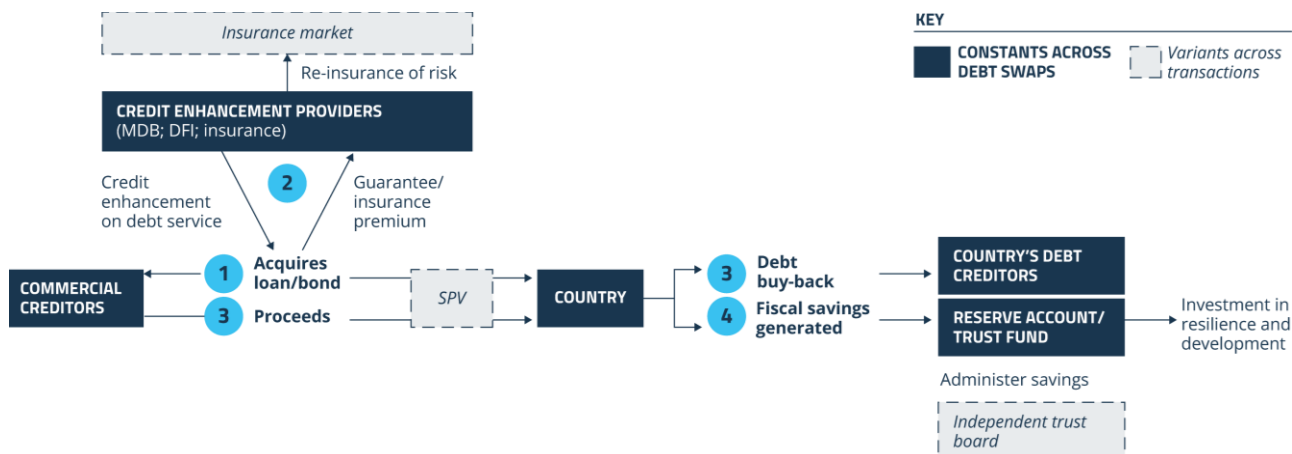 Insurance market
Re-insurance of risk
CREDIT ENHANCEMENT PROVIDERS
(MDB; DFI; insurance)
KEY
CONSTANTS ACROSS
DEBT SWAPS
Variants across
transactions
Credit
enhancement
on debt service
2
Guarantee/
insurance
premium
COMMERCIAL
CREDITORS
1
Acquires
loan/bond
3
Proceeds
SPV
COUNTRY
3
Debt
buy-back
4
Fiscal savings
generated
COUNTRY'S DEBT
CREDITORS
RESERVE ACCOUNT/
TRUST FUND
Investment in
resilience and
development
Administer savings
Independent trust
board